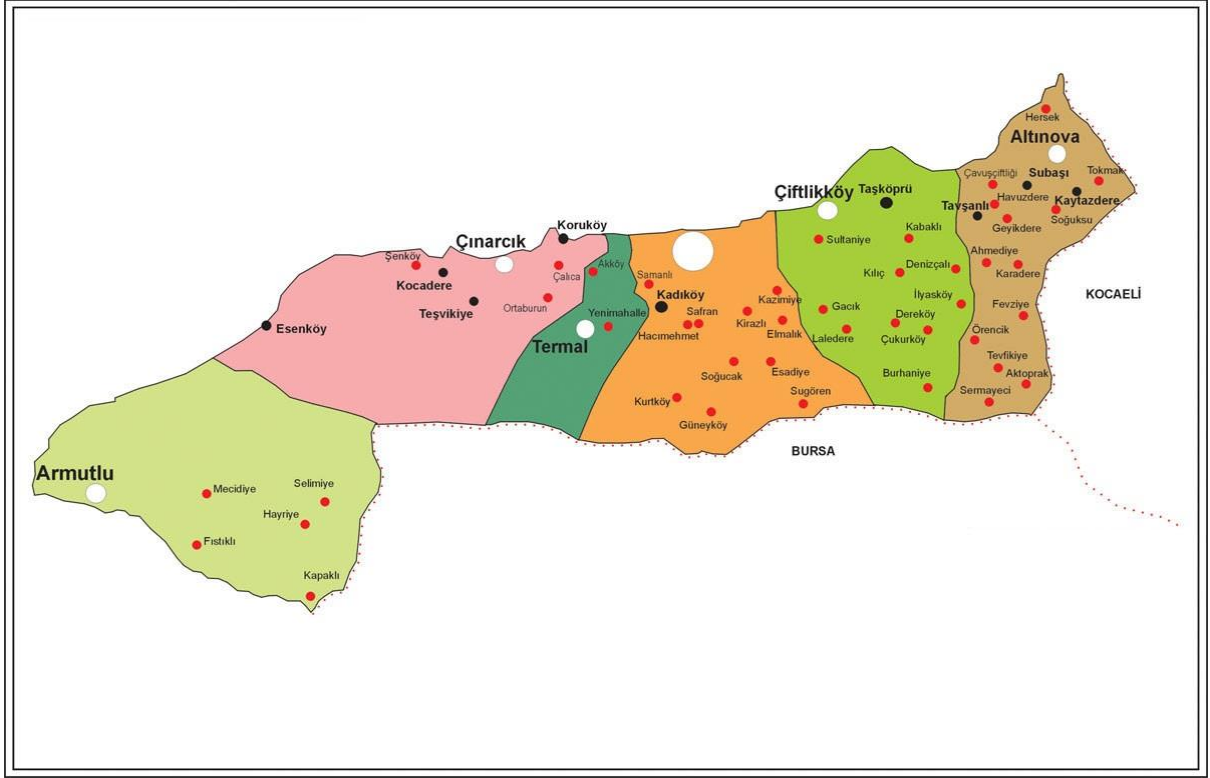 Hersek
Altınova
Çavuşçiftliği
Subaşı
Tokmak
Havuzdere
Kaytazdere
Tavşanlı
Soğuksu
Geyikdere
Ahmediye
Karadere
KOCAELİ
Fevziye
Örencik
Tevfikiye
Aktoprak
Sermayeci
Çiftlikköy
Taşköprü
Kabaklı
Sultaniye
Denizçalı
Kılıç
İlyasköy
Gacık
Dereköy
Laledere
Çukurköy
Burhaniye
Samanlı
Kadıköy
Kazimiye
Safran
Kirazlı
Elmalık
Hacımehmet
Soğucak
Esadiye
Sugören
Kurtköy
Güneyköy
BURSA
Akköy
Yenimahalle
Termal
Koruköy
Çınarcık
Şenköy
Çalıca
Kocadere
Ortaburun
Teşvikiye
Esenköy
Armutlu
Mecidiye
Selimiye
Hayriye
Fıstıklı
Kapaklı